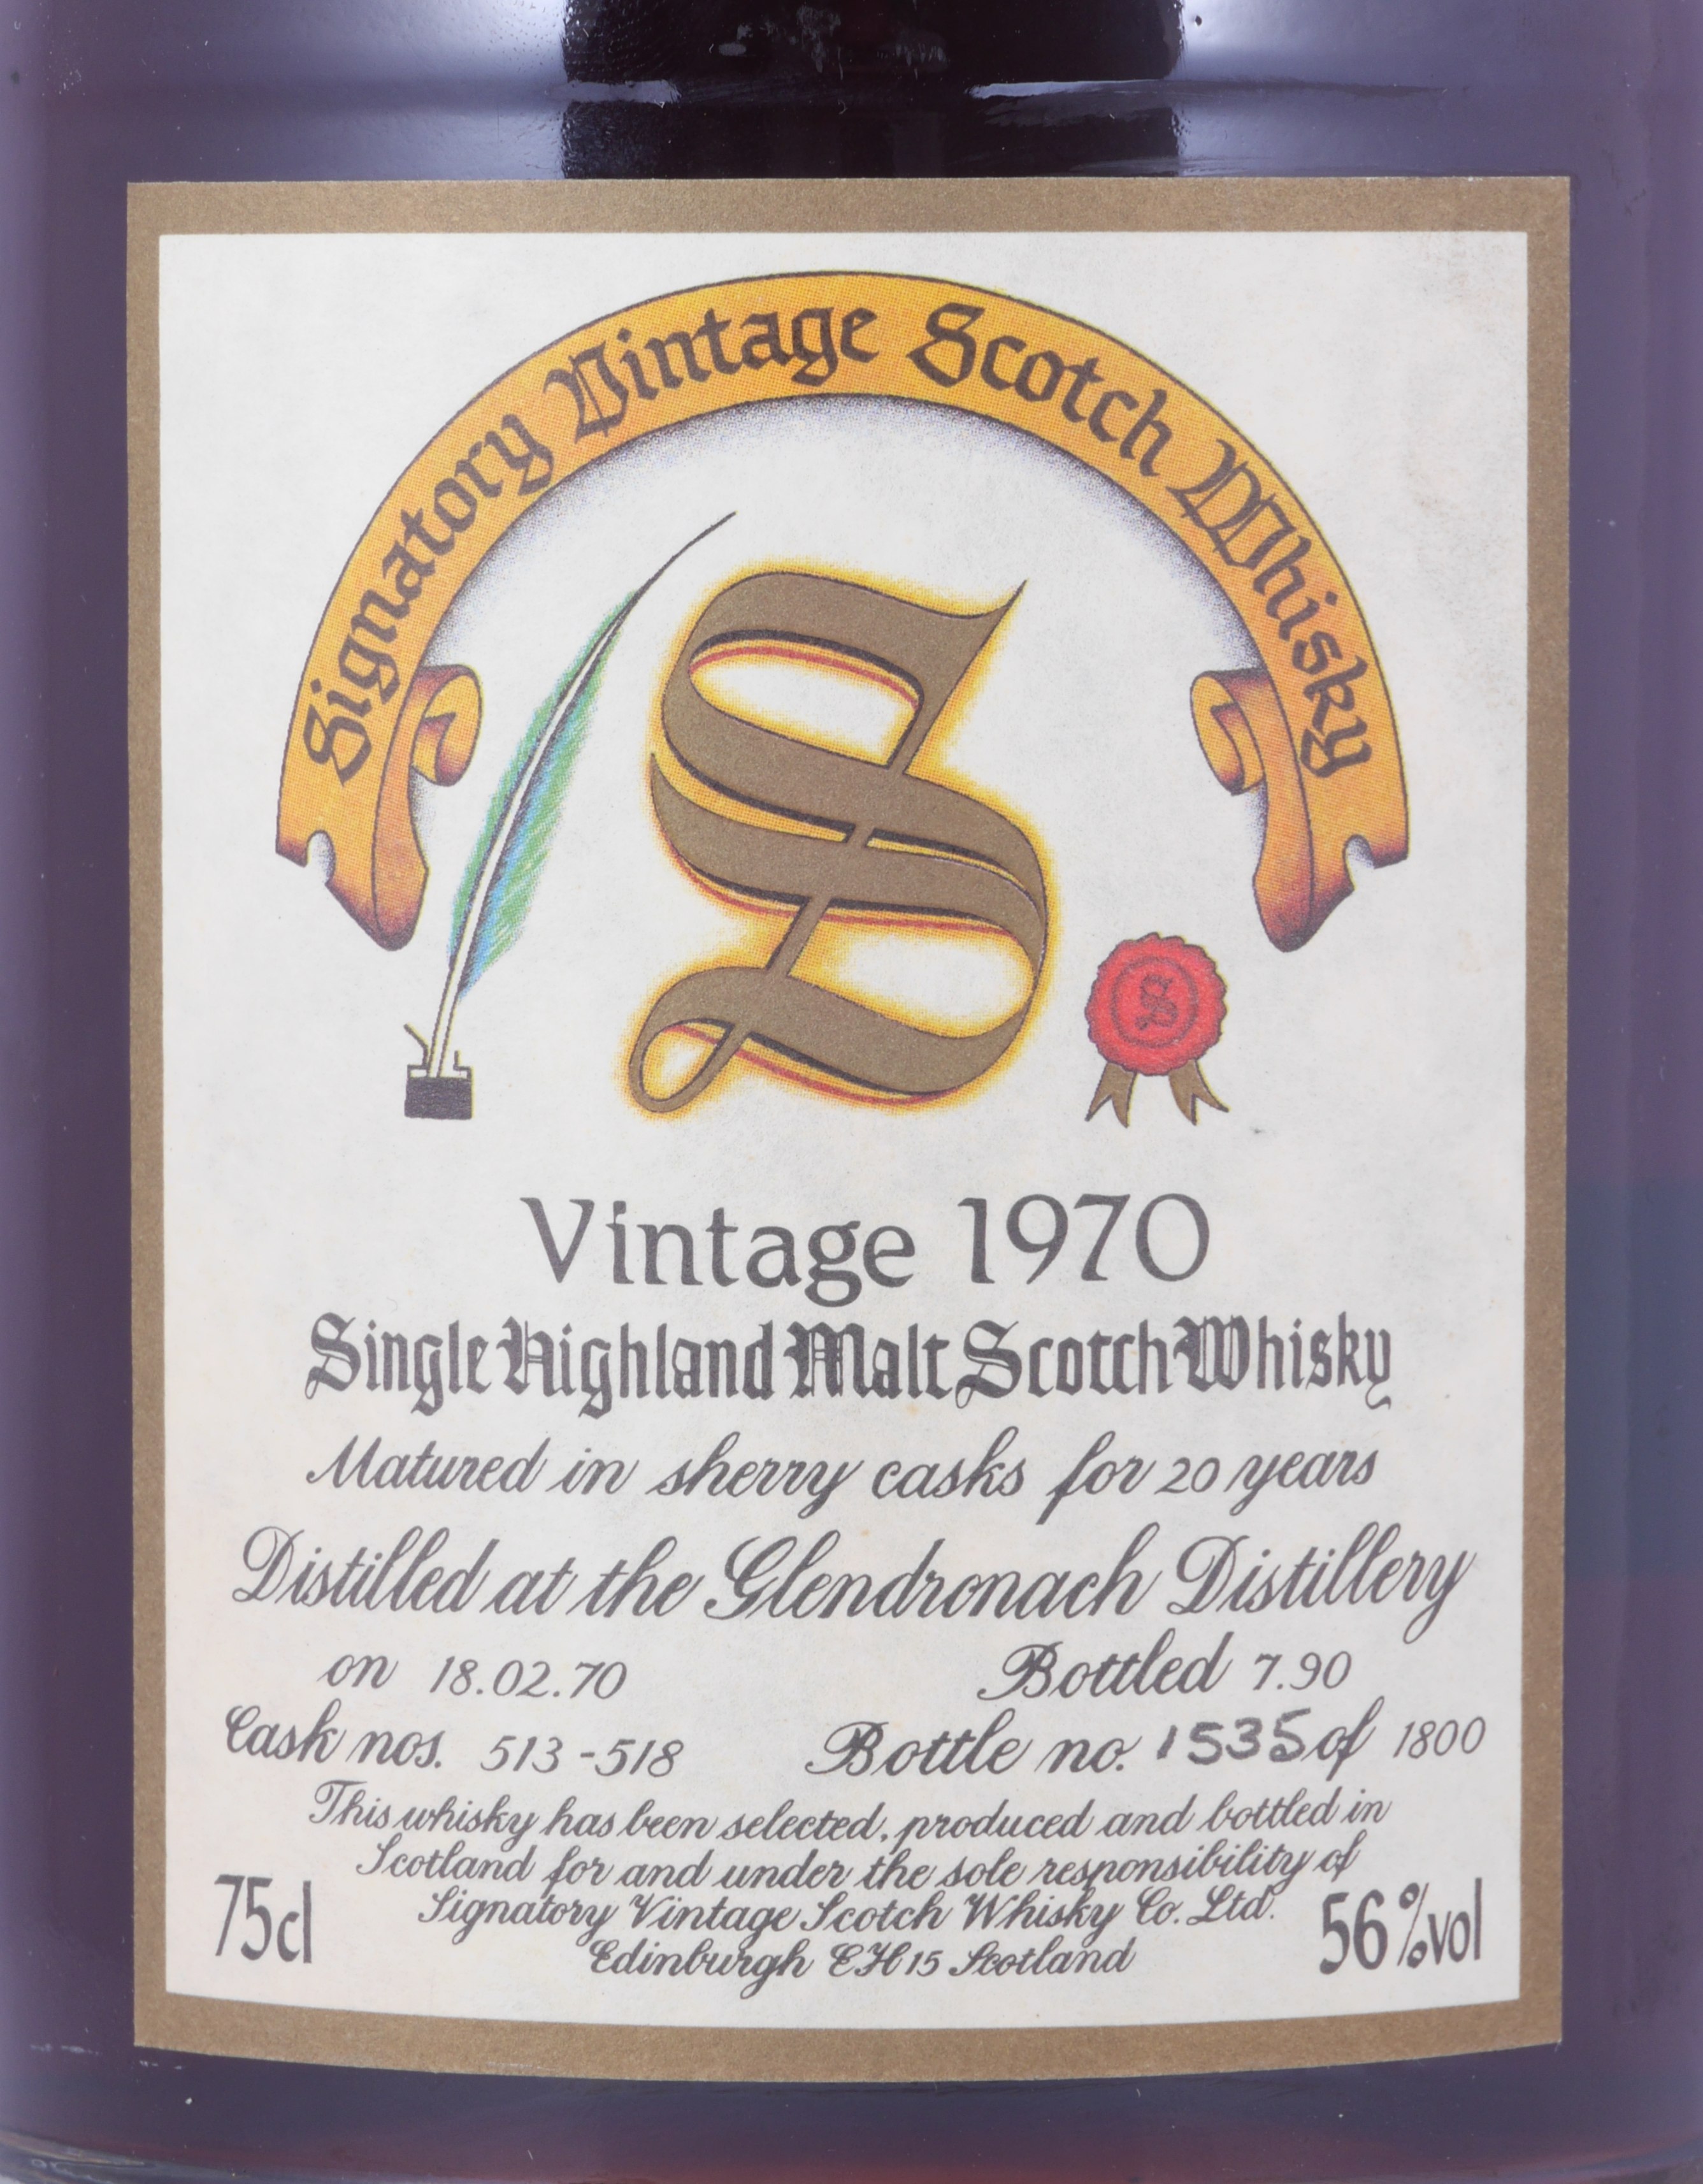 Signatory Vintage Scotch Whisky
S
S
Vintage 1970
Single Highland Malt Scotch Whisky
Matured in sherry casks for 20 years
Distilled at the Glendronach Distillery
on 18.02.70 Bottled 7.90
Cask nos. 513-518 Bottle no. 1535 of 1800
This whisky has been selected, produced and bottled in
Scotland for and under the sole responsibility of
Signatory Vintage Scotch Whisky Co. Ltd.
Edinburgh EH15 Scotland
75cl 56%vol